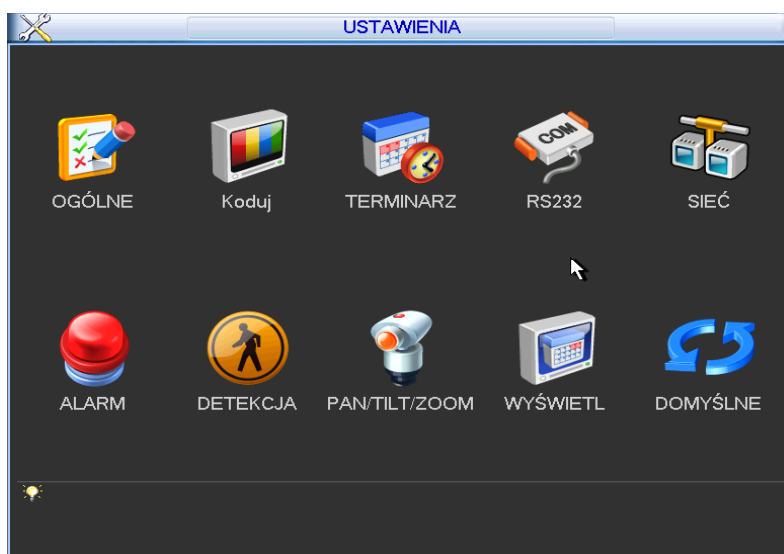 USTAWIENIA
OGÓLNE
Koduj
TERMINARZ
COM
RS232
SIEĆ
ALARM
DETEKCJA
PAN/TILT/ZOOM
WYŚWIETL
DOMYŚLNE